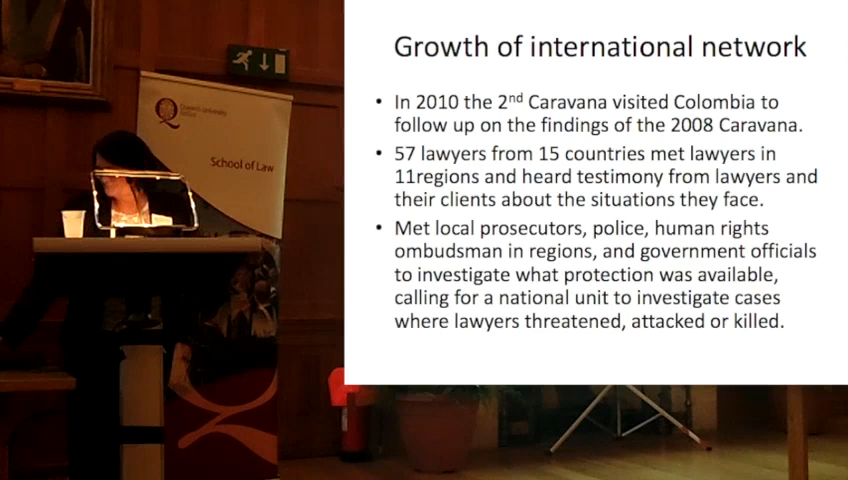 Growth of international network
• In 2010 the 2nd Caravana visited Colombia to
follow up on the findings of the 2008 Caravana.
• 57 lawyers from 15 countries met lawyers in
11regions and heard testimony from lawyers and
their clients about the situations they face.
• Met local prosecutors, police, human rights
ombudsman in regions, and government officials
to investigate what protection was available,
calling for a national unit to investigate cases
where lawyers threatened, attacked or killed.
Queen's University
Belfast
School of Law